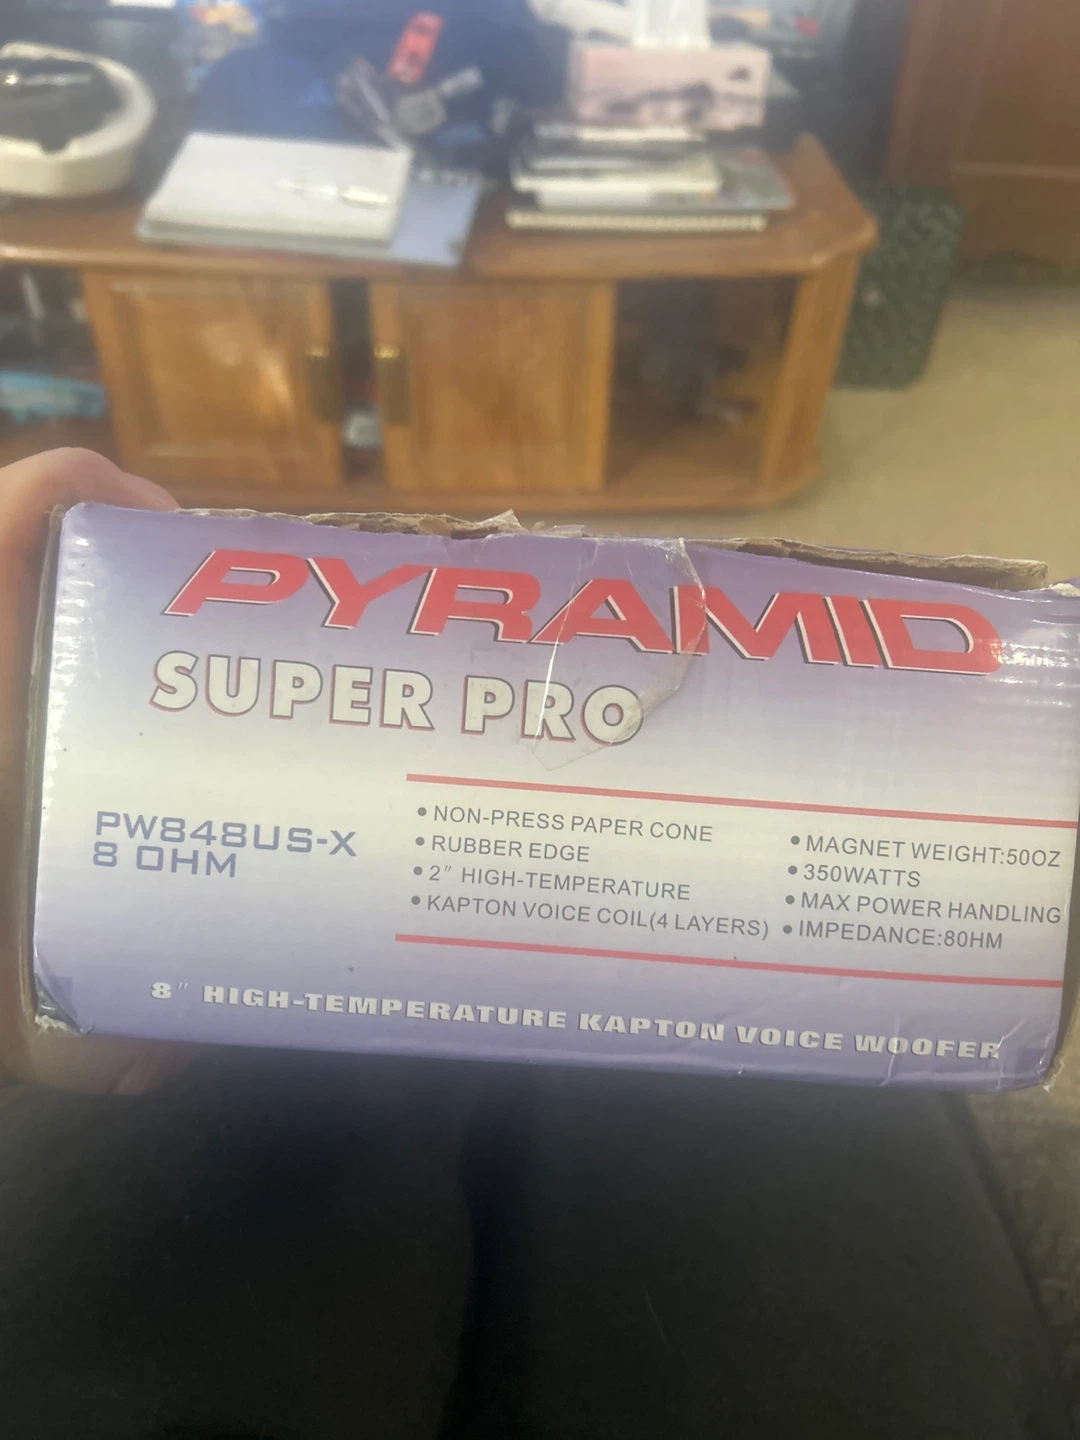 PYRAMID
SUPER PRO
PW848US-X
8 OHM
• NON-PRESS PAPER CONE
• RUBBER EDGE
• 2" HIGH-TEMPERATURE
• KAPTON VOICE COIL(4 LAYERS)
• MAGNET WEIGHT:50OZ
• 350WATTS
• MAX POWER HANDLING
• IMPEDANCE:8OHM
8" HIGH-TEMPERATURE KAPTON VOICE WOOFER